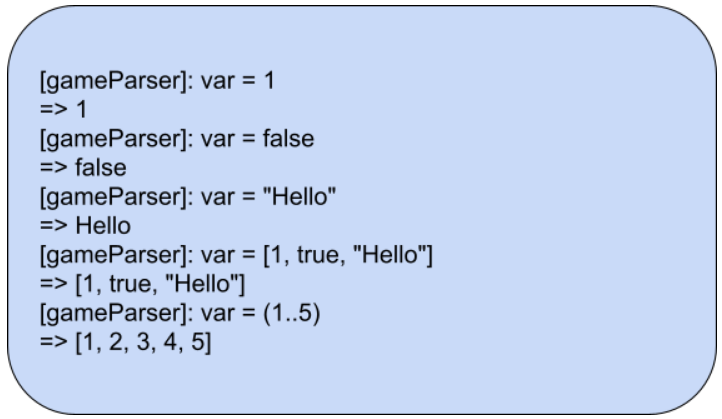 [gameParser]: var = 1
=> 1
[gameParser]: var = false
=> false
[gameParser]: var = "Hello"
=> Hello
[gameParser]: var = [1, true, "Hello"]
=> [1, true, "Hello"]
[gameParser]: var = (1..5)
=> [1, 2, 3, 4, 5]